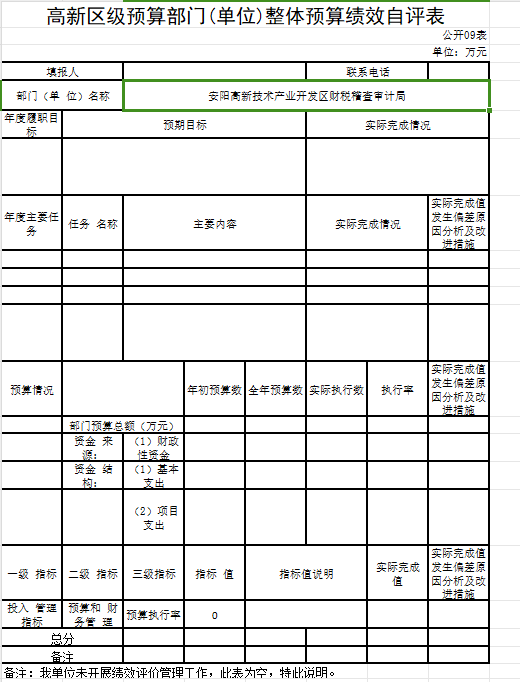 高新区级预算部门(单位)整体预算绩效自评表
公开09表
单位：万元
填报人 联系电话
部门（单 位）名称 安阳高新技术产业开发区财税稽查审计局
年度履职目标 预期目标 实际完成情况
年度主要任务 任务 名称 主要内容 实际完成情况 实际完成值发生偏差原因分析及改进措施
预算情况 年初预算数 全年预算数 实际执行数 执行率 实际完成值发生偏差原因分析及改进措施
部门预算总额（万元）
资金 来源： （1）财政性资金
资金 结构： （1）基本支出
（2）项目支出
一级 指标 二级 指标 三级指标 指标 值 指标值说明 实际完成值 实际完成值发生偏差原因分析及改进措施
投入 管理指标 预算和 财务管 理 预算执行率 0
总分
备注
备注：我单位未开展绩效评价管理工作，此表为空，特此说明。